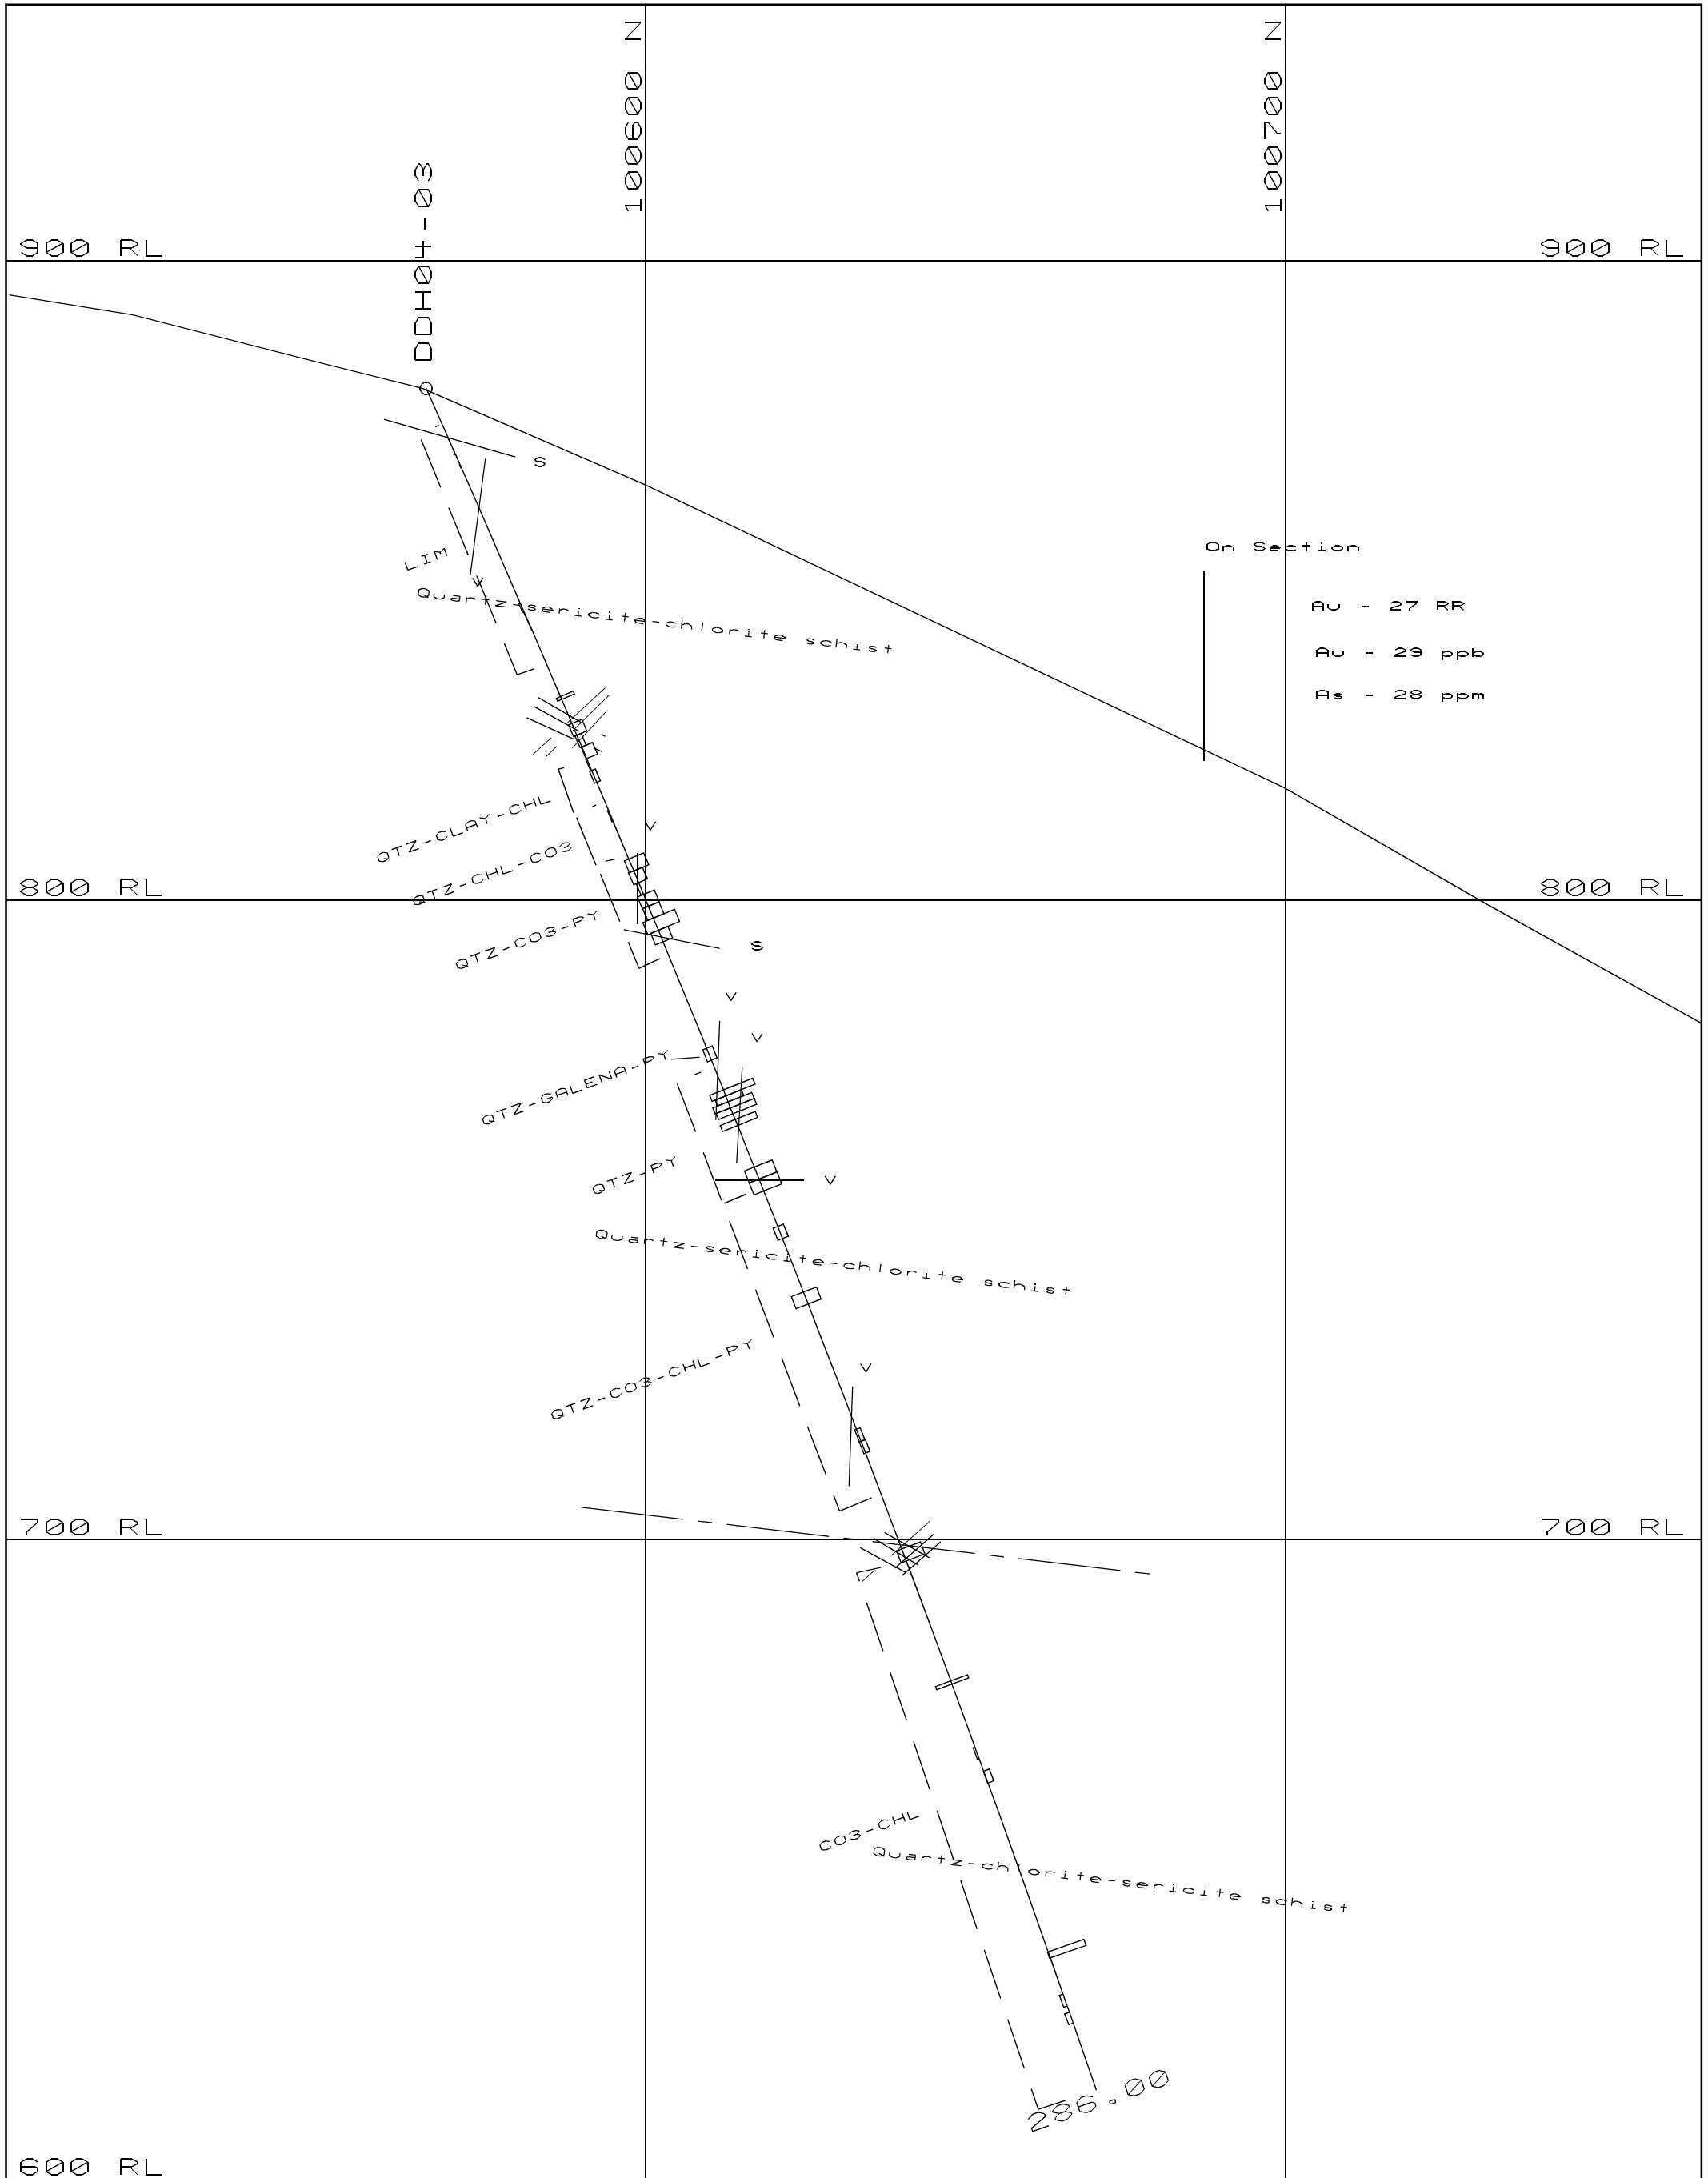 100600 N
100700 N
DDH04-03
900 RL
900 RL
S
On Section
LIM
Quartz-sericite-chlorite schist
Au - 27 RR
Au - 29 ppb
As - 28 ppm
V
QTZ-CLAY-CHL
V
QTZ-CHL-CO3
800 RL
800 RL
QTZ-CO3-PY
S
V
V
QTZ-GALENA-PY
QTZ-PY
V
Quartz-sericite-chlorite schist
QTZ-CO3-CHL-PY
V
700 RL
700 RL
CO3-CHL
Quartz-chlorite-sericite schist
286.00
600 RL